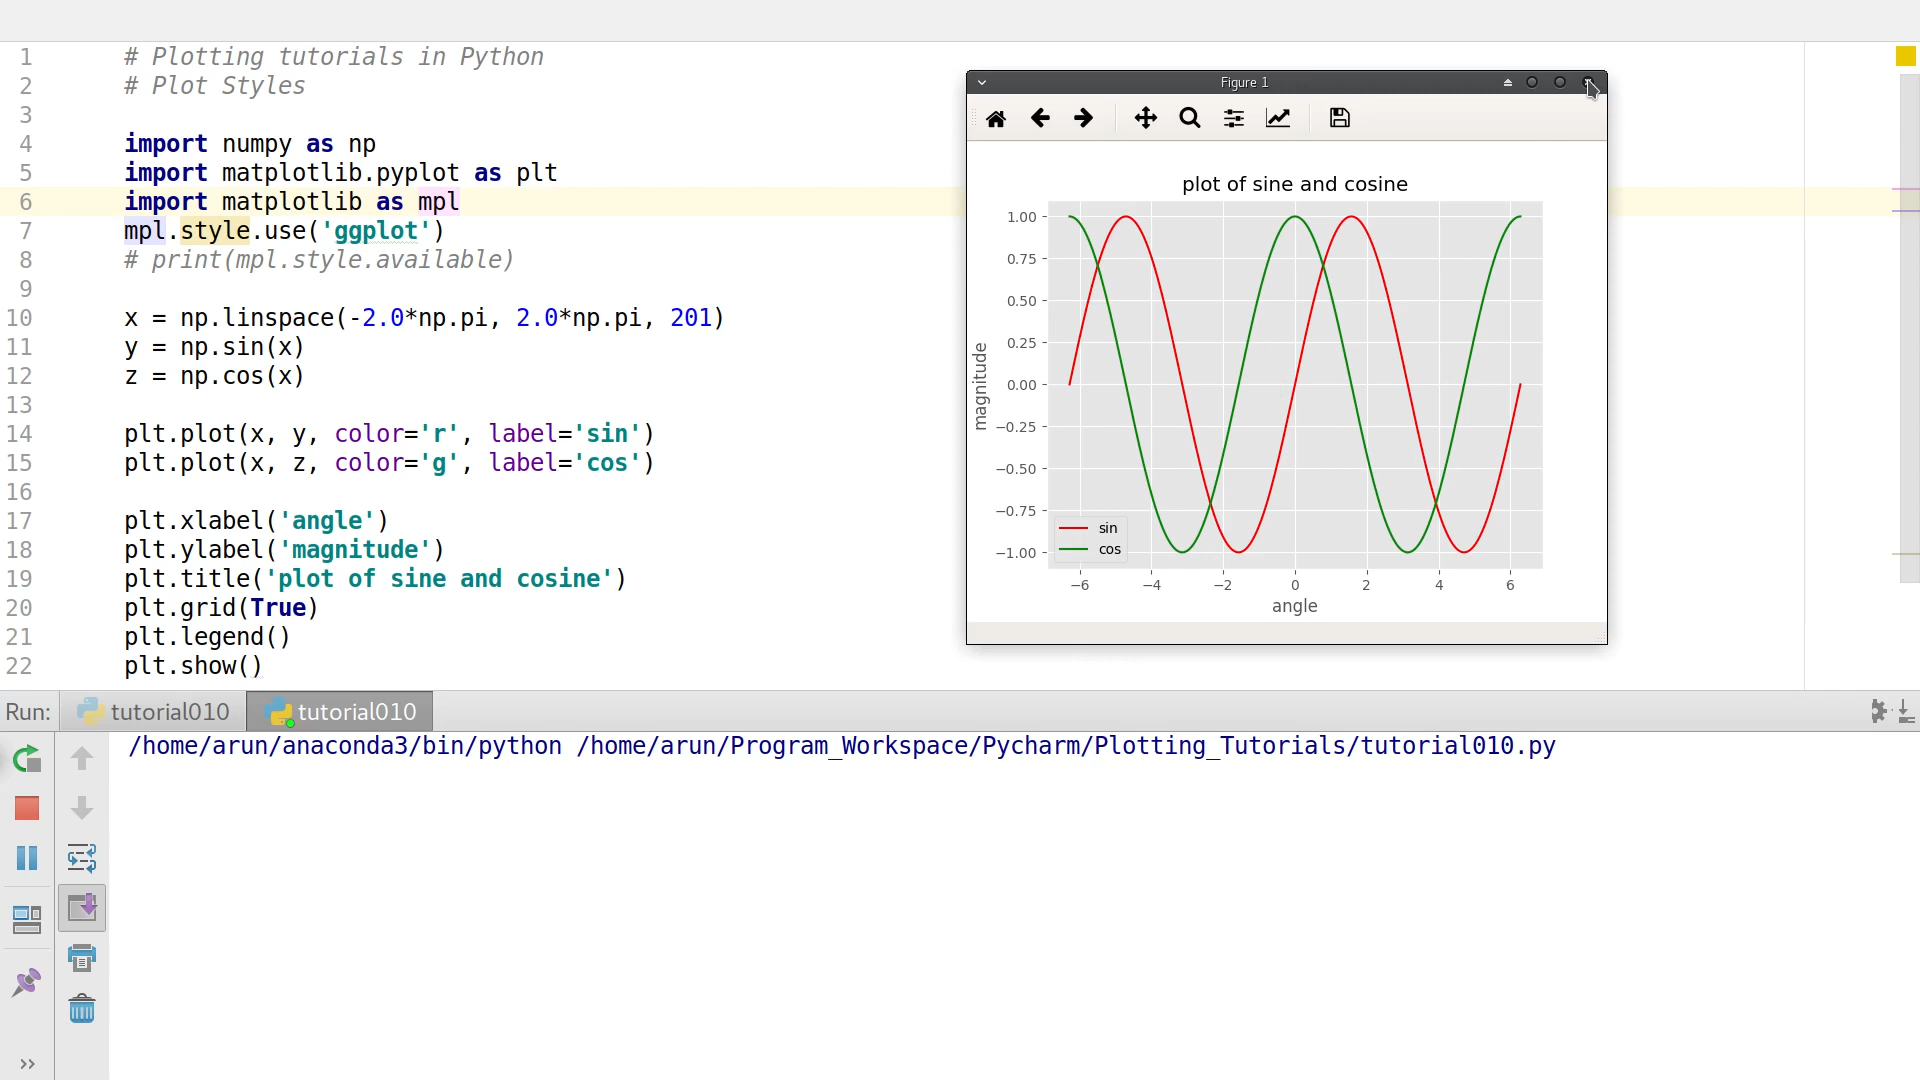 1 # Plotting tutorials in Python
2 # Plot Styles
3
4 import numpy as np
5 import matplotlib.pyplot as plt
6 import matplotlib as mpl
7 mpl.style.use('ggplot')
8 # print(mpl.style.available)
9
10 x = np.linspace(-2.0*np.pi, 2.0*np.pi, 201)
11 y = np.sin(x)
12 z = np.cos(x)
13
14 plt.plot(x, y, color='r', label='sin')
15 plt.plot(x, z, color='g', label='cos')
16
17 plt.xlabel('angle')
18 plt.ylabel('magnitude')
19 plt.title('plot of sine and cosine')
20 plt.grid(True)
21 plt.legend()
22 plt.show()
Figure 1
plot of sine and cosine
1.00
0.75
0.50
0.25
0.00
−0.25
−0.50
−0.75
−1.00
magnitude
sin
cos
−6 −4 −2 0 2 4 6
angle
Run: tutorial010 tutorial010
/home/arun/anaconda3/bin/python /home/arun/Program_Workspace/Pycharm/Plotting_Tutorials/tutorial010.py